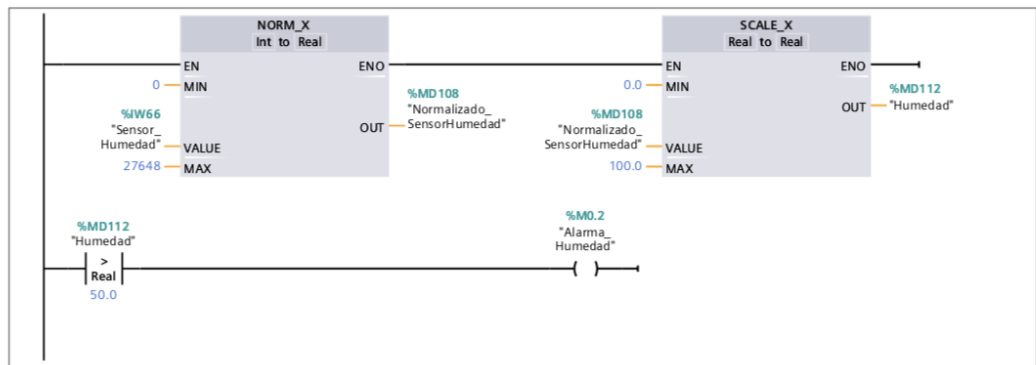 NORM_X
Int to Real
EN
ENO
0
MIN
%IW66
"Sensor_
Humedad"
VALUE
27648
MAX
%MD108
"Normalizado_
SensorHumedad"
OUT
SCALE_X
Real to Real
EN
ENO
0.0
MIN
%MD108
"Normalizado_
SensorHumedad"
VALUE
100.0
MAX
%MD112
"Humedad"
OUT
%MD112
"Humedad"
>
Real
50.0
%M0.2
"Alarma_
Humedad"